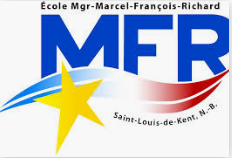 École Mgr-Marcel-François-Richard
MFR
Saint-Louis-de-Kent, N.-B.